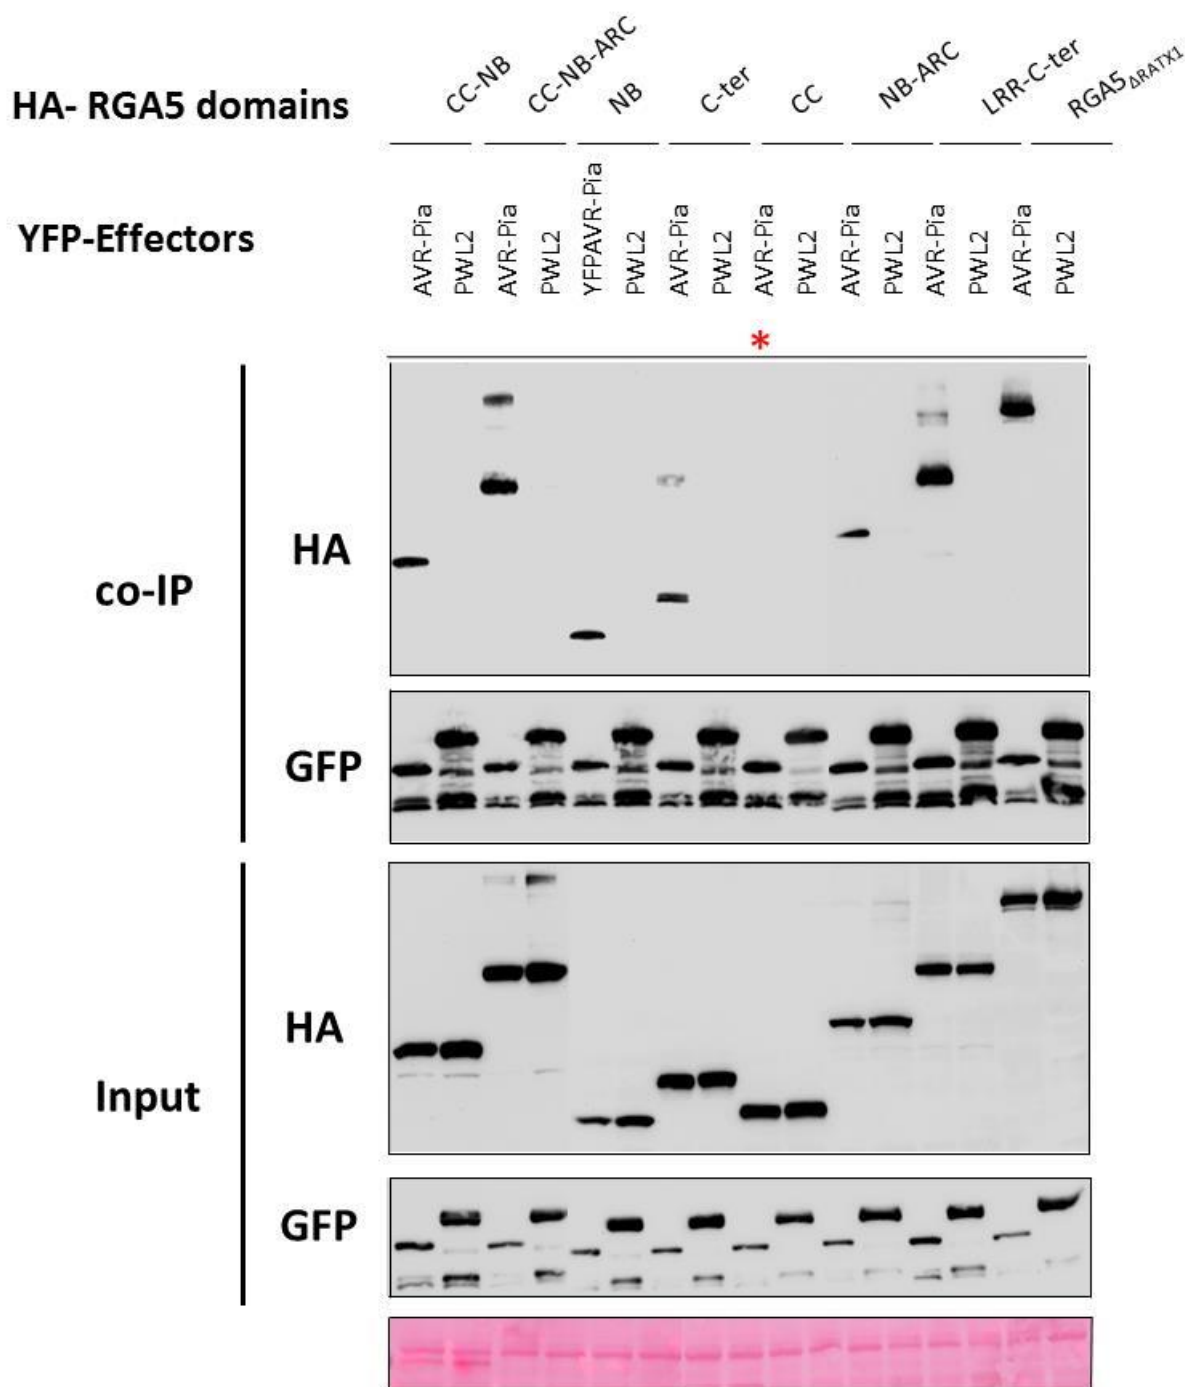 HA- RGA5 domains
CC-NB
CC-NB-ARC
NB
C-ter
CC
NB-ARC
LRR-C-ter
RGA5ΔRATX1
YFP-Effectors
AVR-Pia
PWL2
AVR-Pia
PWL2
YFPAVR-Pia
PWL2
AVR-Pia
PWL2
AVR-Pia
PWL2
AVR-Pia
PWL2
AVR-Pia
PWL2
AVR-Pia
PWL2
*
co-IP
HA
GFP
Input
HA
GFP